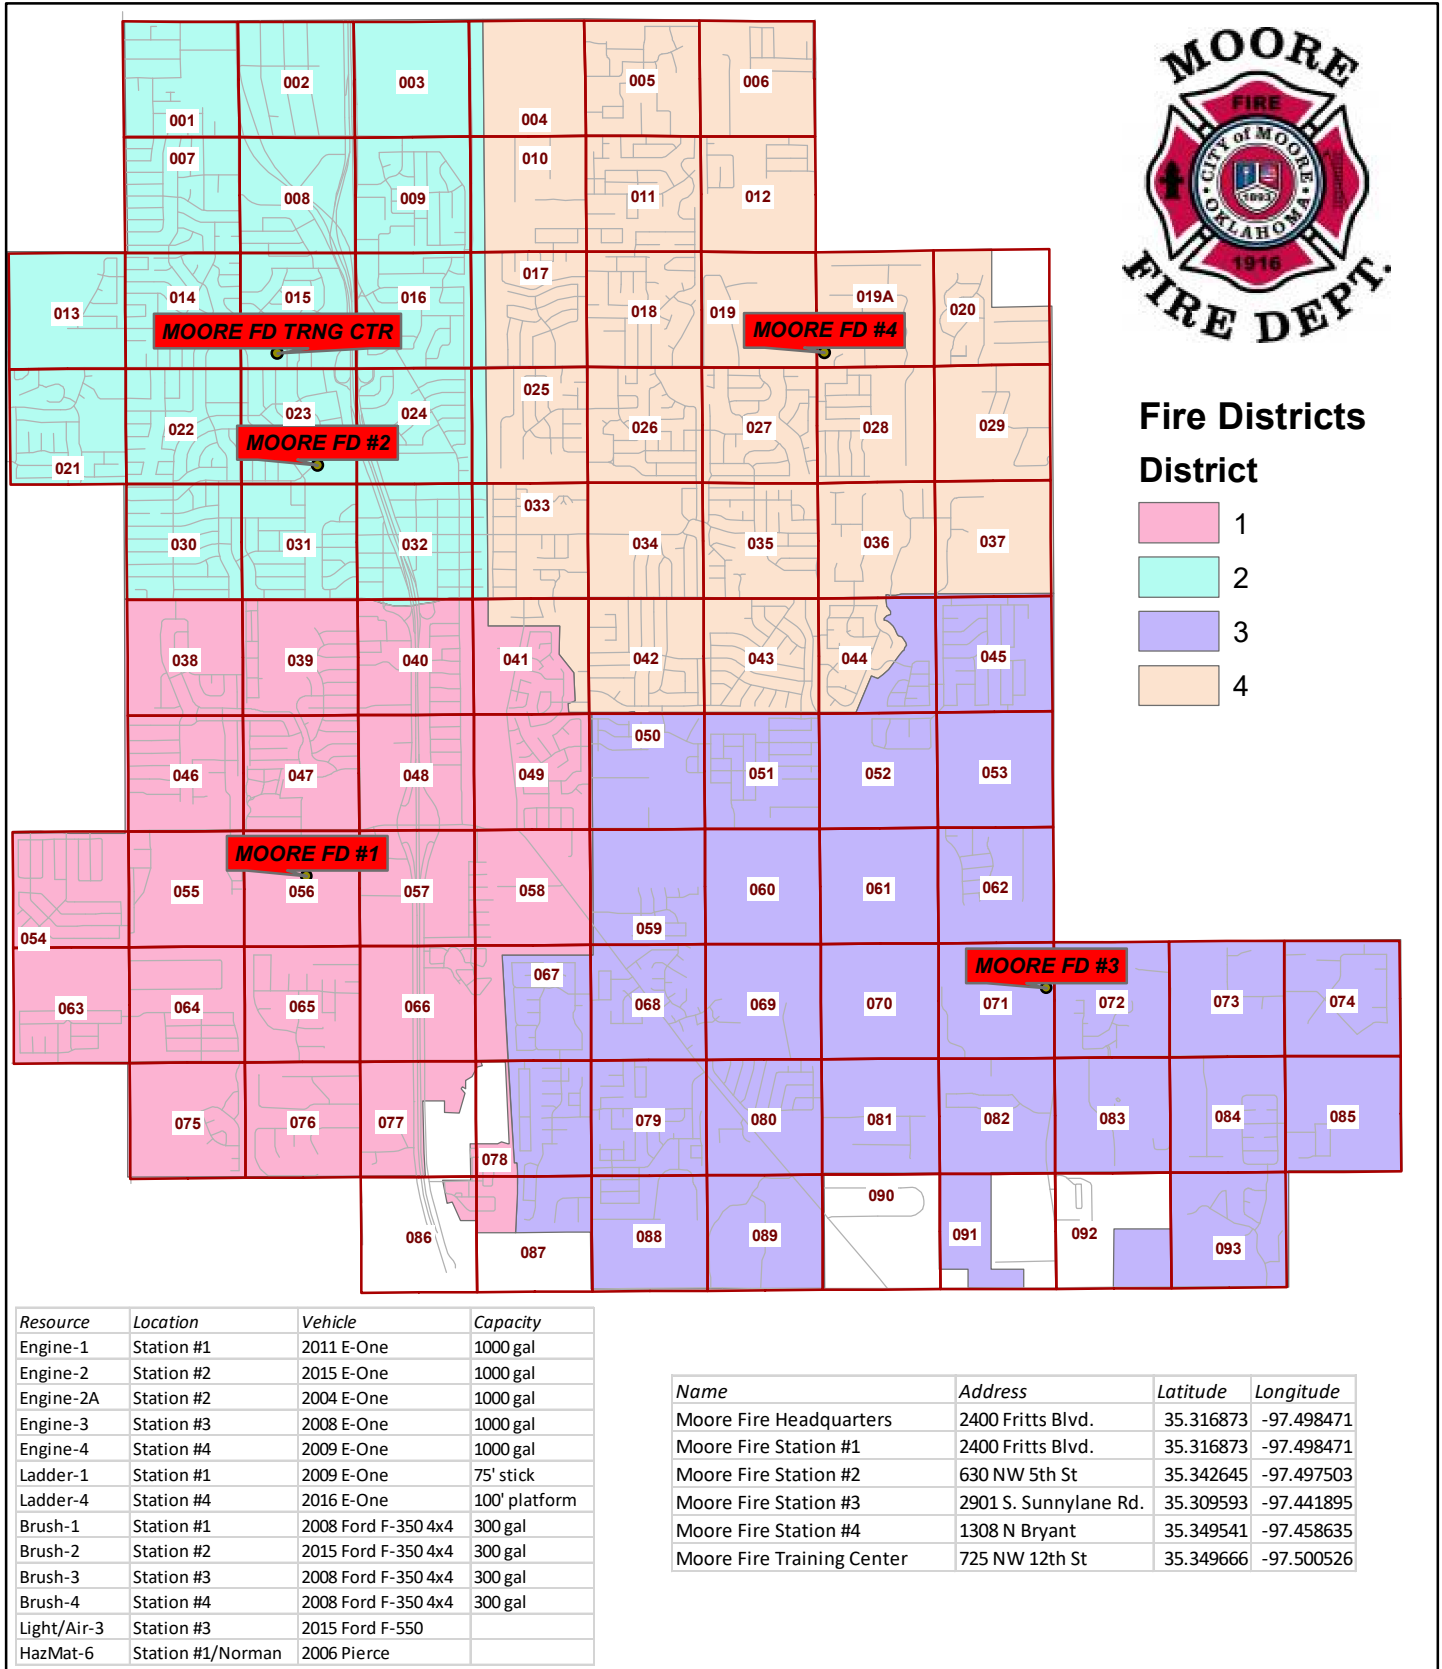 MOORE
FIRE
CITY of MOORE
1893
OKLAHOMA
1916
FIRE DEPT.
002
003
005
006
001
004
007
010
008
009
011
012
013
014
015
016
017
018
019
019A
020
MOORE FD TRNG CTR
MOORE FD #4
025
022
023
024
026
027
028
029
MOORE FD #2
021
033
030
031
032
034
035
036
037
038
039
040
041
042
043
044
045
050
046
047
048
049
051
052
053
MOORE FD #1
055
056
057
058
060
061
062
059
054
MOORE FD #3
067
063
064
065
066
068
069
070
071
072
073
074
075
076
077
079
080
081
082
083
084
085
078
090
086
087
088
089
091
092
093
Fire Districts
District
1
2
3
4
Resource Location Vehicle Capacity
Engine-1 Station #1 2011 E-One 1000 gal
Engine-2 Station #2 2015 E-One 1000 gal
Engine-2A Station #2 2004 E-One 1000 gal
Engine-3 Station #3 2008 E-One 1000 gal
Engine-4 Station #4 2009 E-One 1000 gal
Ladder-1 Station #1 2009 E-One 75' stick
Ladder-4 Station #4 2016 E-One 100' platform
Brush-1 Station #1 2008 Ford F-350 4x4 300 gal
Brush-2 Station #2 2015 Ford F-350 4x4 300 gal
Brush-3 Station #3 2008 Ford F-350 4x4 300 gal
Brush-4 Station #4 2008 Ford F-350 4x4 300 gal
Light/Air-3 Station #3 2015 Ford F-550
HazMat-6 Station #1/Norman 2006 Pierce
Name Address Latitude Longitude
Moore Fire Headquarters 2400 Fritts Blvd. 35.316873 -97.498471
Moore Fire Station #1 2400 Fritts Blvd. 35.316873 -97.498471
Moore Fire Station #2 630 NW 5th St 35.342645 -97.497503
Moore Fire Station #3 2901 S. Sunnylane Rd. 35.309593 -97.441895
Moore Fire Station #4 1308 N Bryant 35.349541 -97.458635
Moore Fire Training Center 725 NW 12th St 35.349666 -97.500526